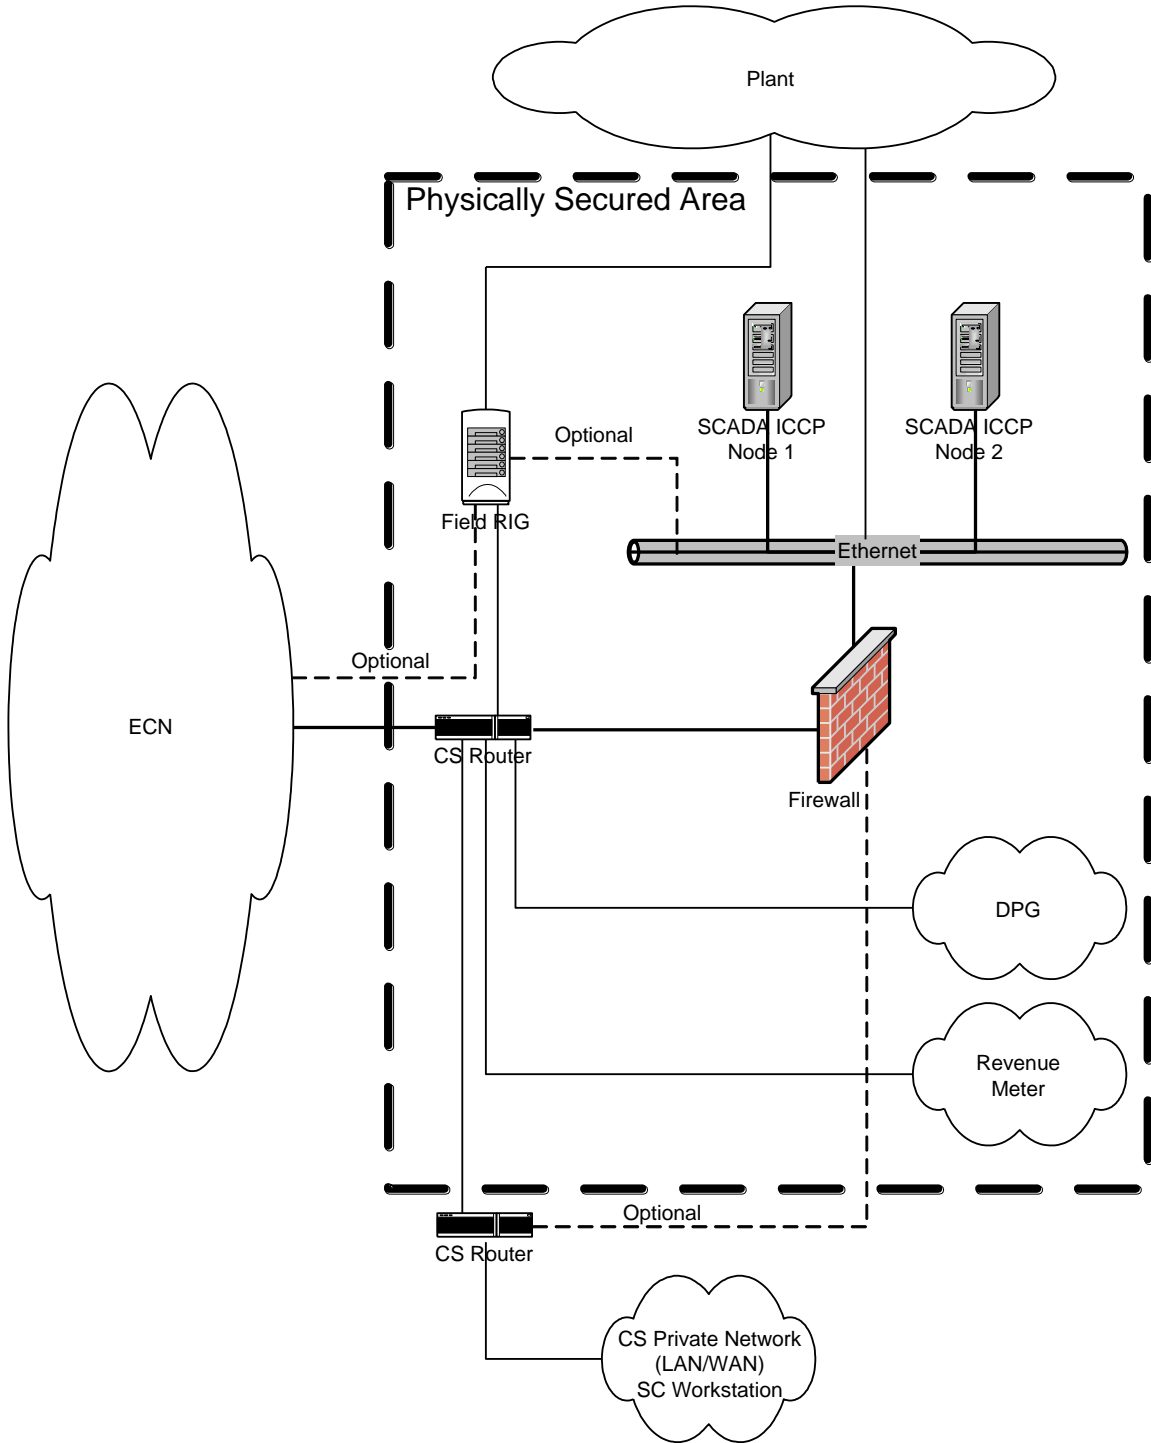 Plant
Physically Secured Area
SCADA ICCP
Node 1
SCADA ICCP
Node 2
Optional
Field RIG
Ethernet
Optional
ECN
CS Router
Firewall
DPG
Revenue
Meter
Optional
CS Router
CS Private Network
(LAN/WAN)
SC Workstation